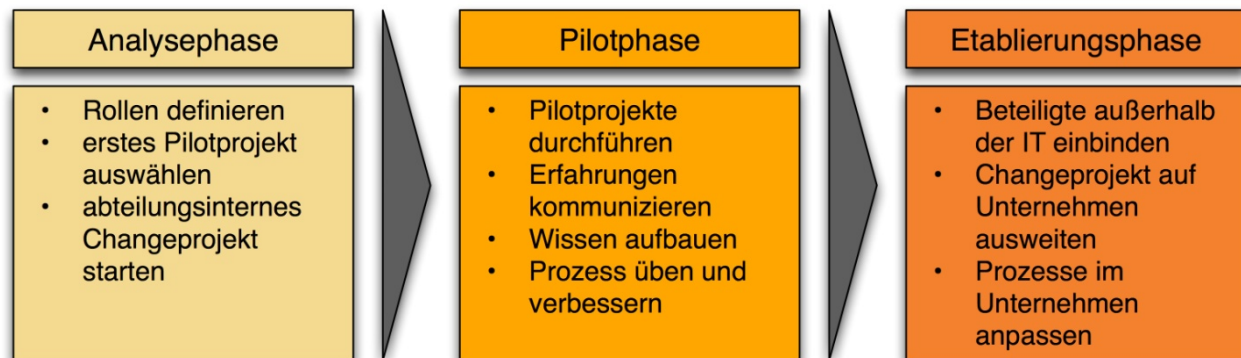 Analysephase
• Rollen definieren
• erstes Pilotprojekt
auswählen
• abteilungsinternes
Changeprojekt
starten
Pilotphase
• Pilotprojekte
durchführen
• Erfahrungen
kommunizieren
• Wissen aufbauen
• Prozess üben und
verbessern
Etablierungsphase
• Beteiligte außerhalb
der IT einbinden
• Changeprojekt auf
Unternehmen
ausweiten
• Prozesse im
Unternehmen
anpassen